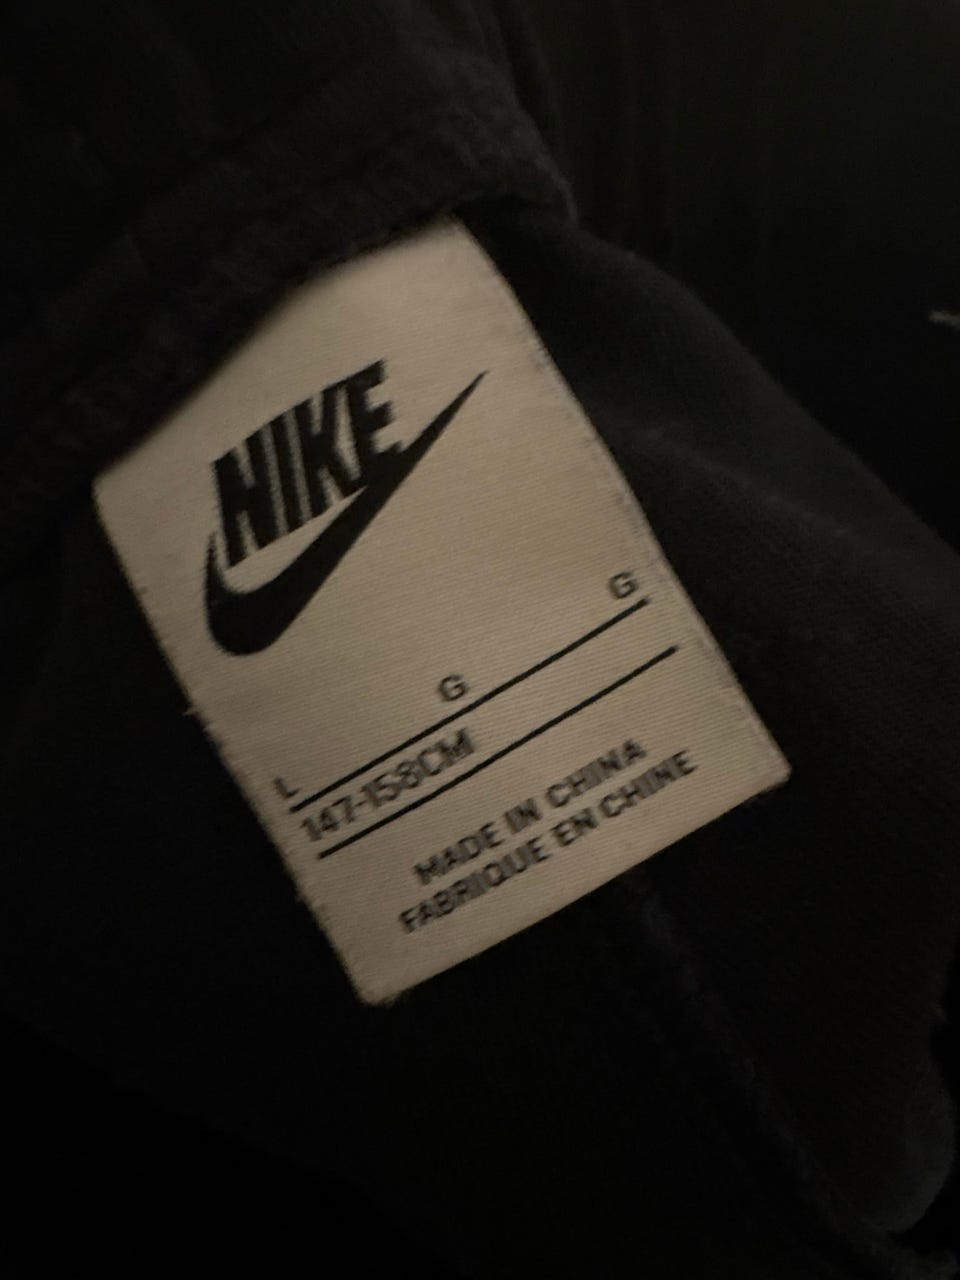 NIKE
L G G
147-158CM
MADE IN CHINA
FABRIQUE EN CHINE